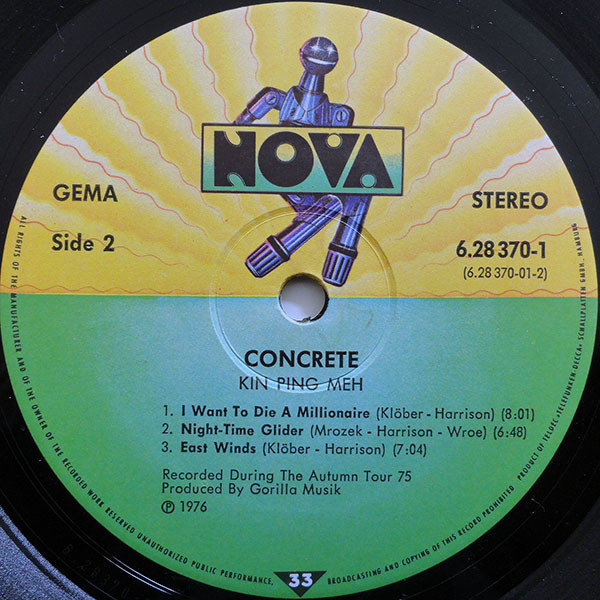 NOVA
GEMA
STEREO
Side 2
6.28 370-1
(6.28 370-01-2)
CONCRETE
KIN PING MEH
1. I Want To Die A Millionaire (Klöber - Harrison) (8:01)
2. Night-Time Glider (Mrozek - Harrison - Wroe) (6:48)
3. East Winds (Klöber - Harrison) (7:04)
Recorded During The Autumn Tour 75
Produced By Gorilla Musik
Ⓟ 1976
ALL RIGHTS OF THE MANUFACTURER AND OF THE OWNER OF THE RECORDED WORK RESERVED UNAUTHORIZED PUBLIC PERFORMANCE, BROADCASTING AND COPYING OF THIS RECORD PROHIBITED. PRODUCT OF TELDEC »TELEFUNKEN-DECCA« SCHALLPLATTEN GMBH, HAMBURG
33